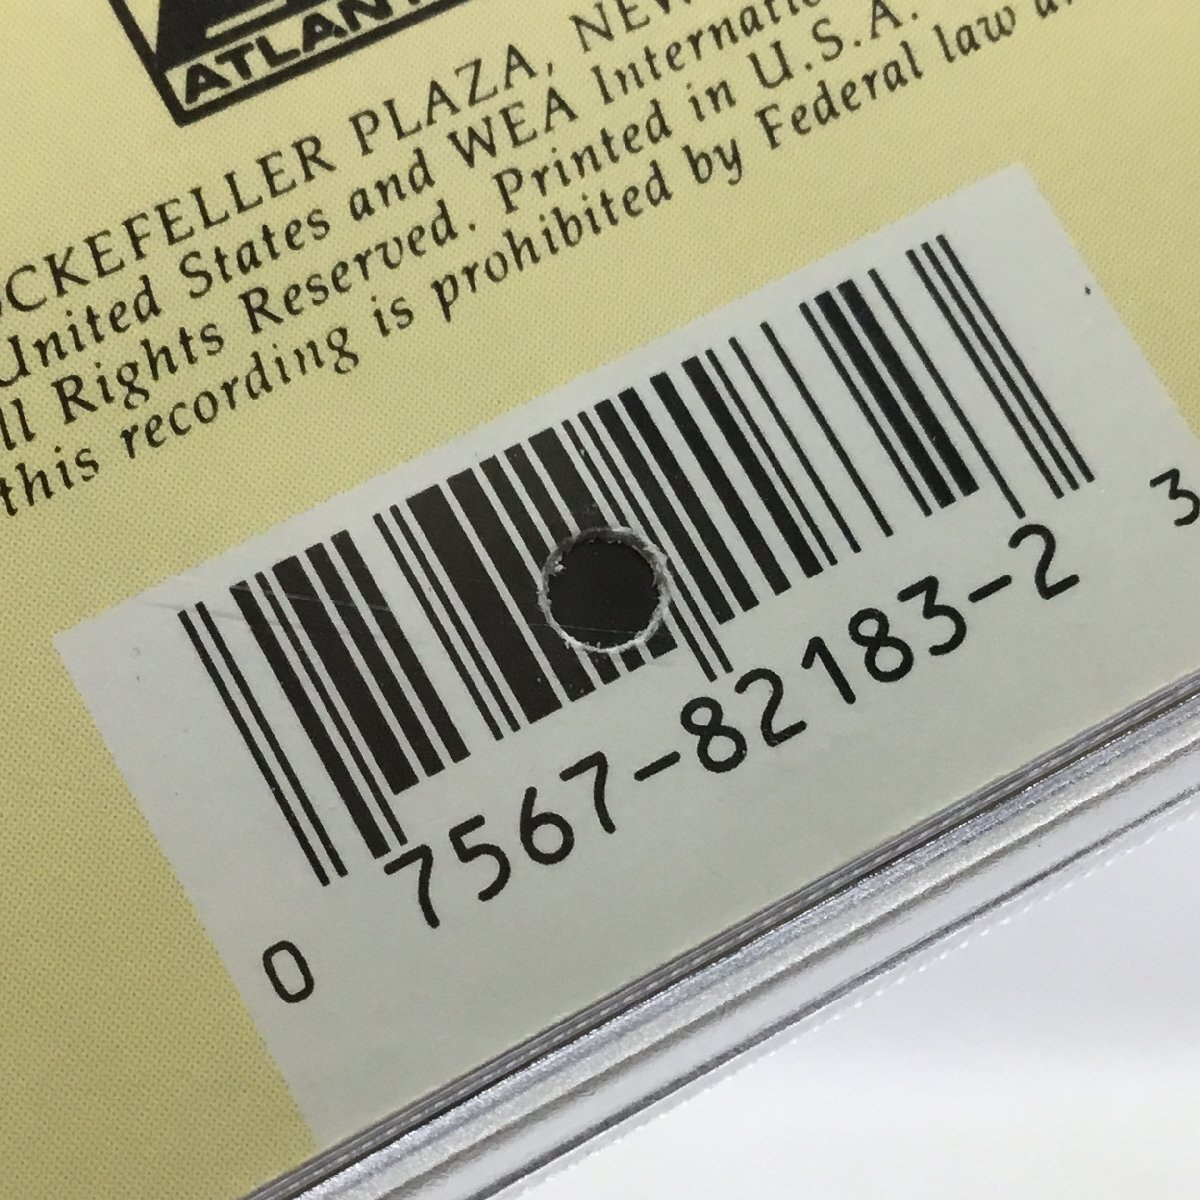 ATLANT
CKEFELLER PLAZA, NEW
United States and WEA Internatio
ll Rights Reserved. Printed in U.S.A.
this recording is prohibited by Federal law a
0 7567-82183-2 3